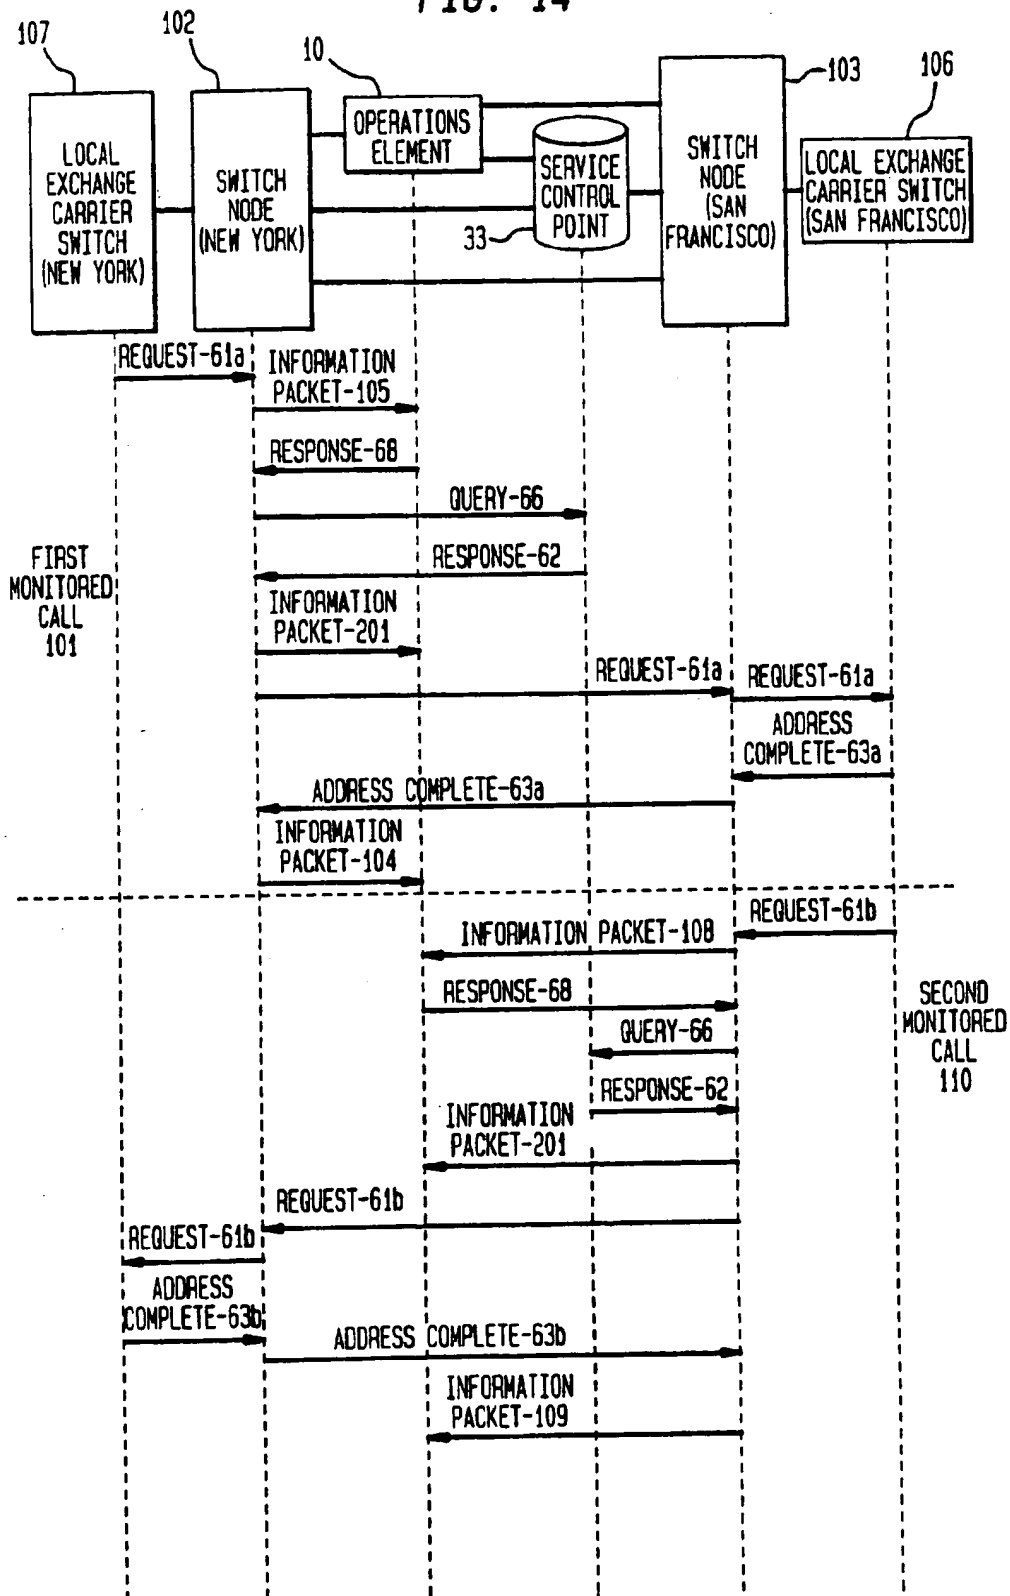 FIG. 14
107
102
10
103
106
LOCAL
EXCHANGE
CARRIER
SWITCH
(NEW YORK)
SWITCH
NODE
(NEW YORK)
OPERATIONS
ELEMENT
SERVICE
CONTROL
POINT
33
SWITCH
NODE
(SAN
FRANCISCO)
LOCAL EXCHANGE
CARRIER SWITCH
(SAN FRANCISCO)
REQUEST-61a
INFORMATION
PACKET-105
RESPONSE-68
QUERY-66
RESPONSE-62
FIRST
MONITORED
CALL
101
INFORMATION
PACKET-201
REQUEST-61a
REQUEST-61a
ADDRESS
COMPLETE-63a
ADDRESS COMPLETE-63a
INFORMATION
PACKET-104
REQUEST-61b
INFORMATION PACKET-108
RESPONSE-68
SECOND
MONITORED
CALL
110
QUERY-66
RESPONSE-62
INFORMATION
PACKET-201
REQUEST-61b
REQUEST-61b
ADDRESS
COMPLETE-63b
ADDRESS COMPLETE-63b
INFORMATION
PACKET-109